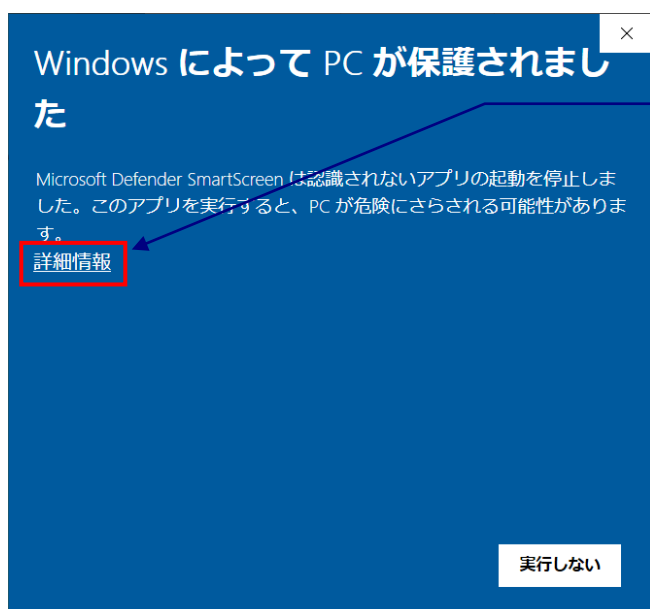 Windows によって PC が保護されまし
た
Microsoft Defender SmartScreen は認識されないアプリの起動を停止しま
した。このアプリを実行すると、PC が危険にさらされる可能性がありま
す。
詳細情報
実行しない